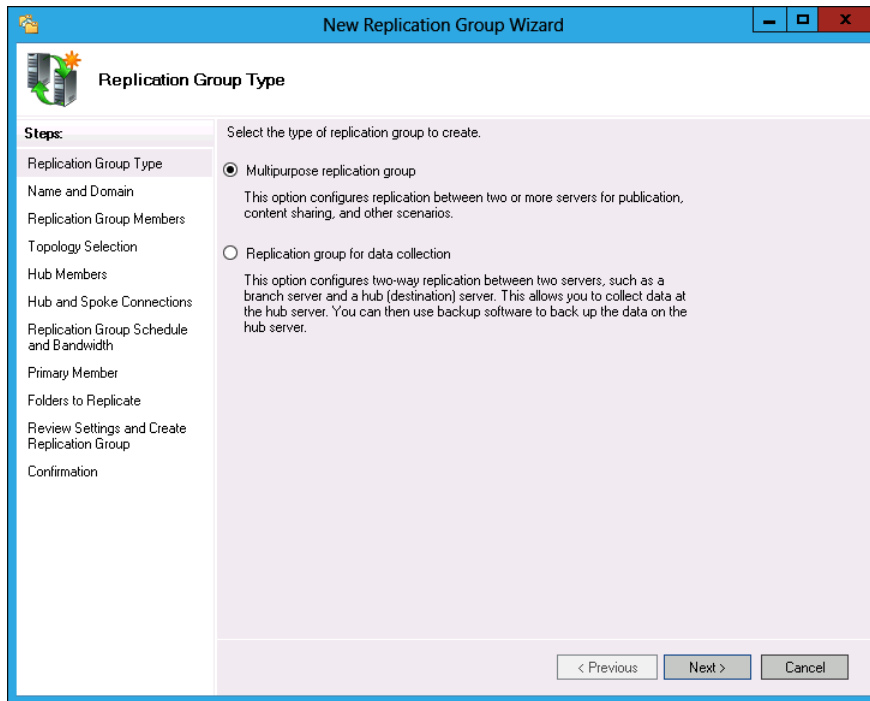 New Replication Group Wizard
Replication Group Type
Steps:
Replication Group Type
Name and Domain
Replication Group Members
Topology Selection
Hub Members
Hub and Spoke Connections
Replication Group Schedule
and Bandwidth
Primary Member
Folders to Replicate
Review Settings and Create
Replication Group
Confirmation
Select the type of replication group to create.
Multipurpose replication group
This option configures replication between two or more servers for publication,
content sharing, and other scenarios.
Replication group for data collection
This option configures two-way replication between two servers, such as a
branch server and a hub (destination) server. This allows you to collect data at
the hub server. You can then use backup software to back up the data on the
hub server.
< Previous
Next >
Cancel